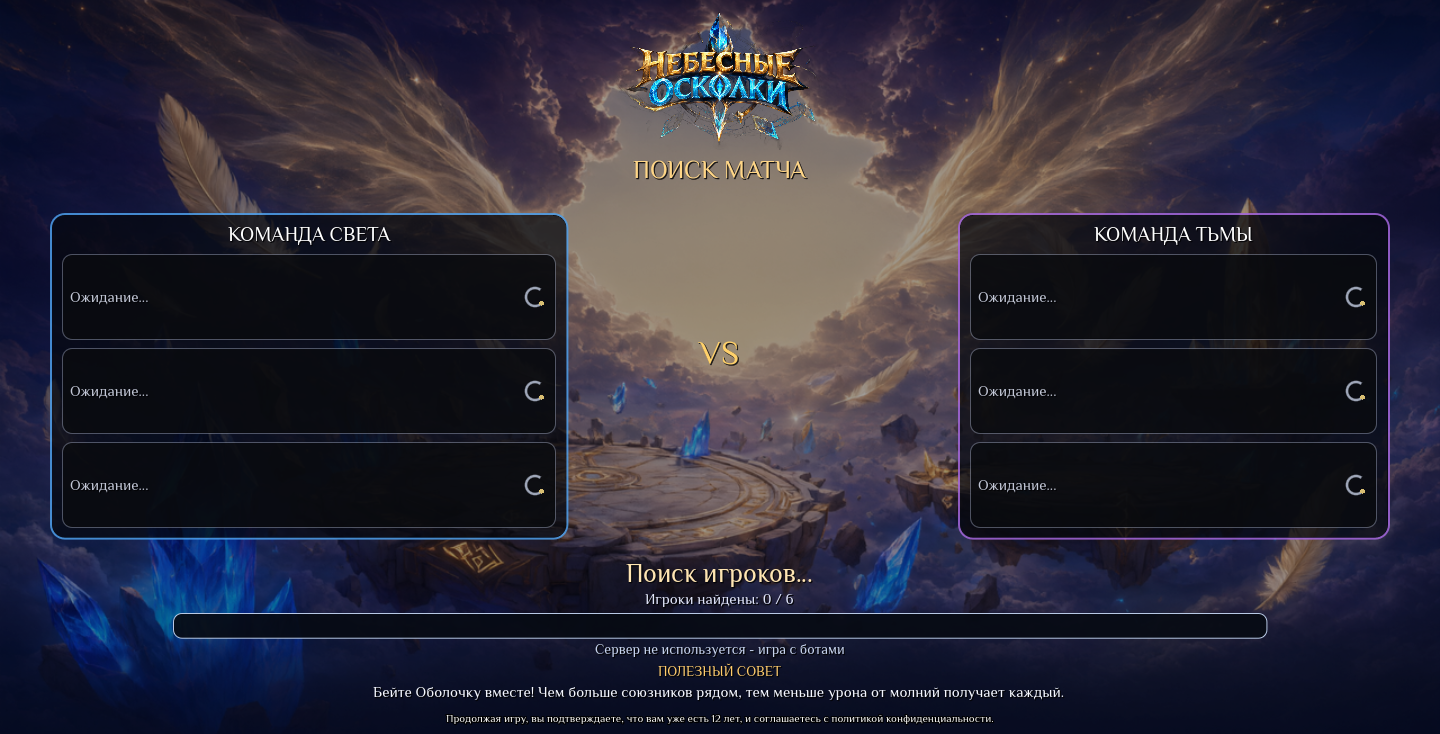 НЕБЕСНЫЕ
ОСКОЛКИ
ПОИСК МАТЧА
КОМАНДА СВЕТА
Ожидание...
Ожидание...
Ожидание...
VS
КОМАНДА ТЬМЫ
Ожидание...
Ожидание...
Ожидание...
Поиск игроков...
Игроки найдены: 0 / 6
Сервер не используется - игра с ботами
ПОЛЕЗНЫЙ СОВЕТ
Бейте Оболочку вместе! Чем больше союзников рядом, тем меньше урона от молний получает каждый.
Продолжая игру, вы подтверждаете, что вам уже есть 12 лет, и соглашаетесь с политикой конфиденциальности.